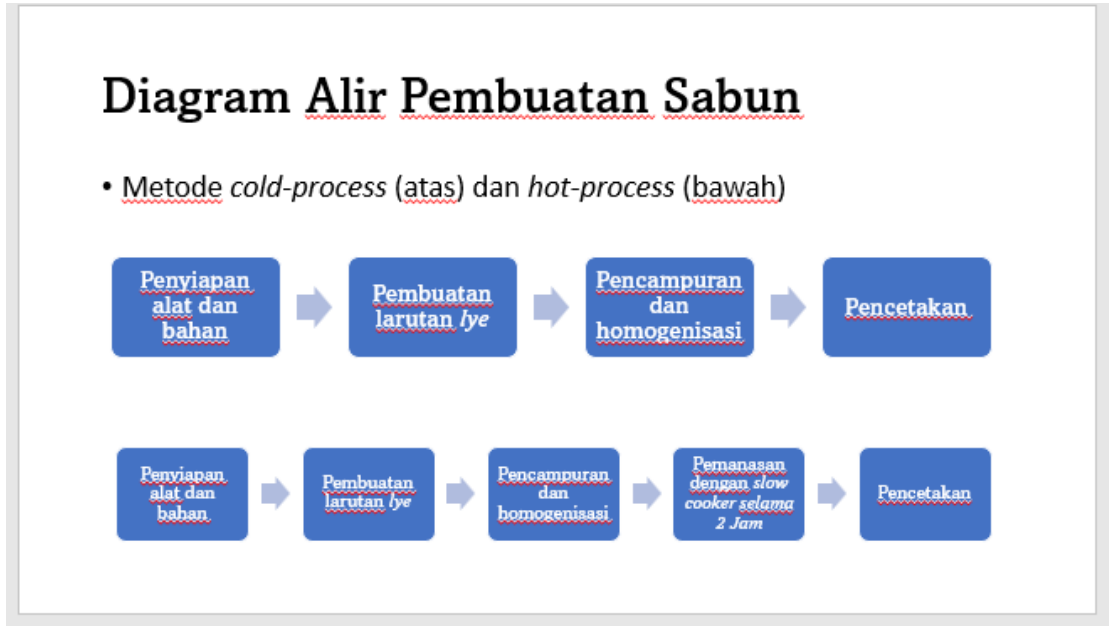 Diagram Alir Pembuatan Sabun
• Metode cold-process (atas) dan hot-process (bawah)
Penyiapan
alat dan
bahan
Pembuatan
larutan lye
Pencampuran
dan
homogenisasi
Pencetakan
Penyiapan
alat dan
bahan
Pembuatan
larutan lye
Pencampuran
dan
homogenisasi
Pemanasan
dengan slow
cooker selama
2 Jam
Pencetakan